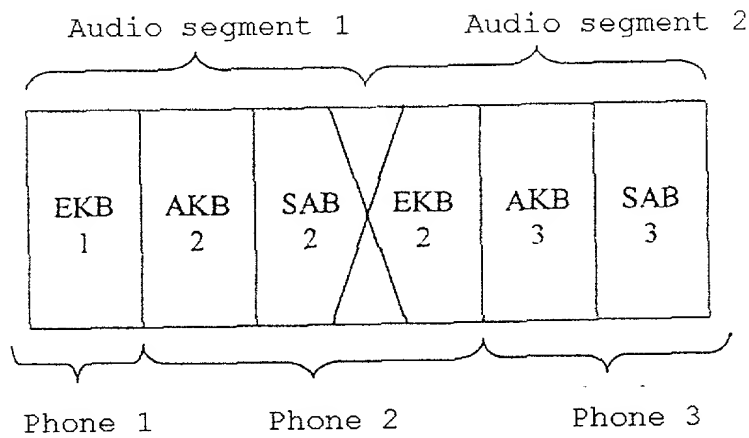 Audio segment 1 Audio segment 2
EKB AKB SAB EKB AKB SAB
1 2 2 2 3 3
Phone 1 Phone 2 Phone 3